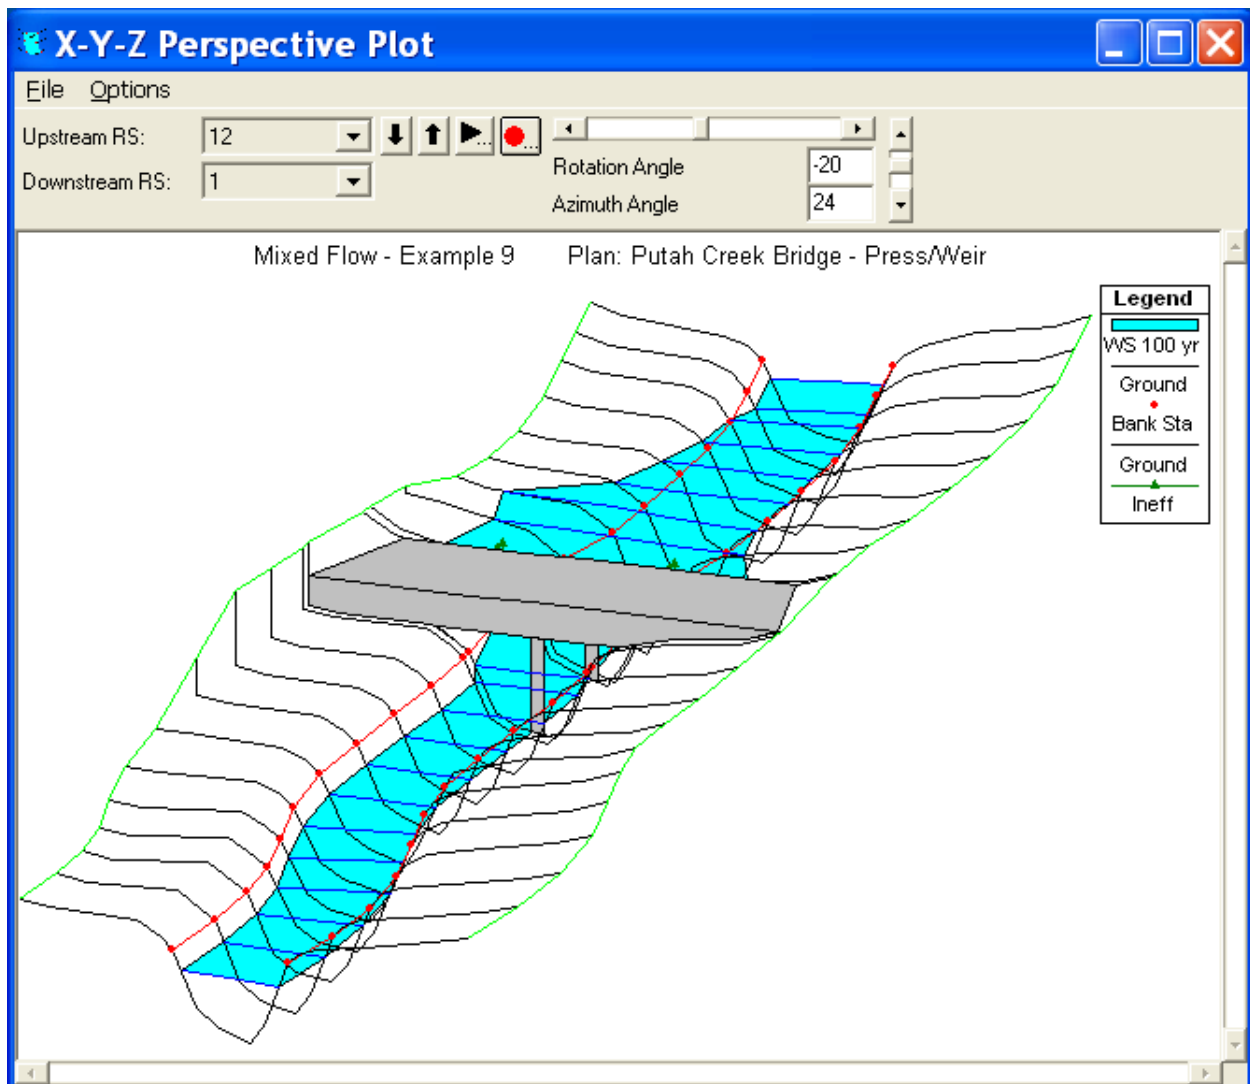 X-Y-Z Perspective Plot
File Options
Upstream RS: 12 ...  ...
Rotation Angle -20
Downstream RS: 1
Azimuth Angle 24
Mixed Flow - Example 9 Plan: Putah Creek Bridge - Press/Weir
Legend
WS 100 yr
Ground
Bank Sta
Ground
Ineff